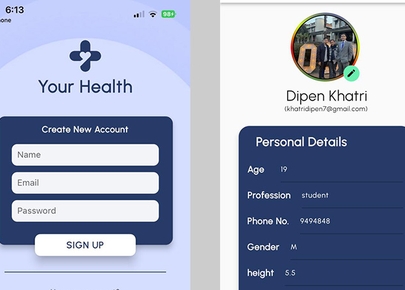 6:13
98+
Your Health
Create New Account
Name
Email
Password
SIGN UP
Dipen Khatri
(khatridipen7@gmail.com)
Personal Details
Age 19
Profession student
Phone No. 9494848
Gender M
height 5.5